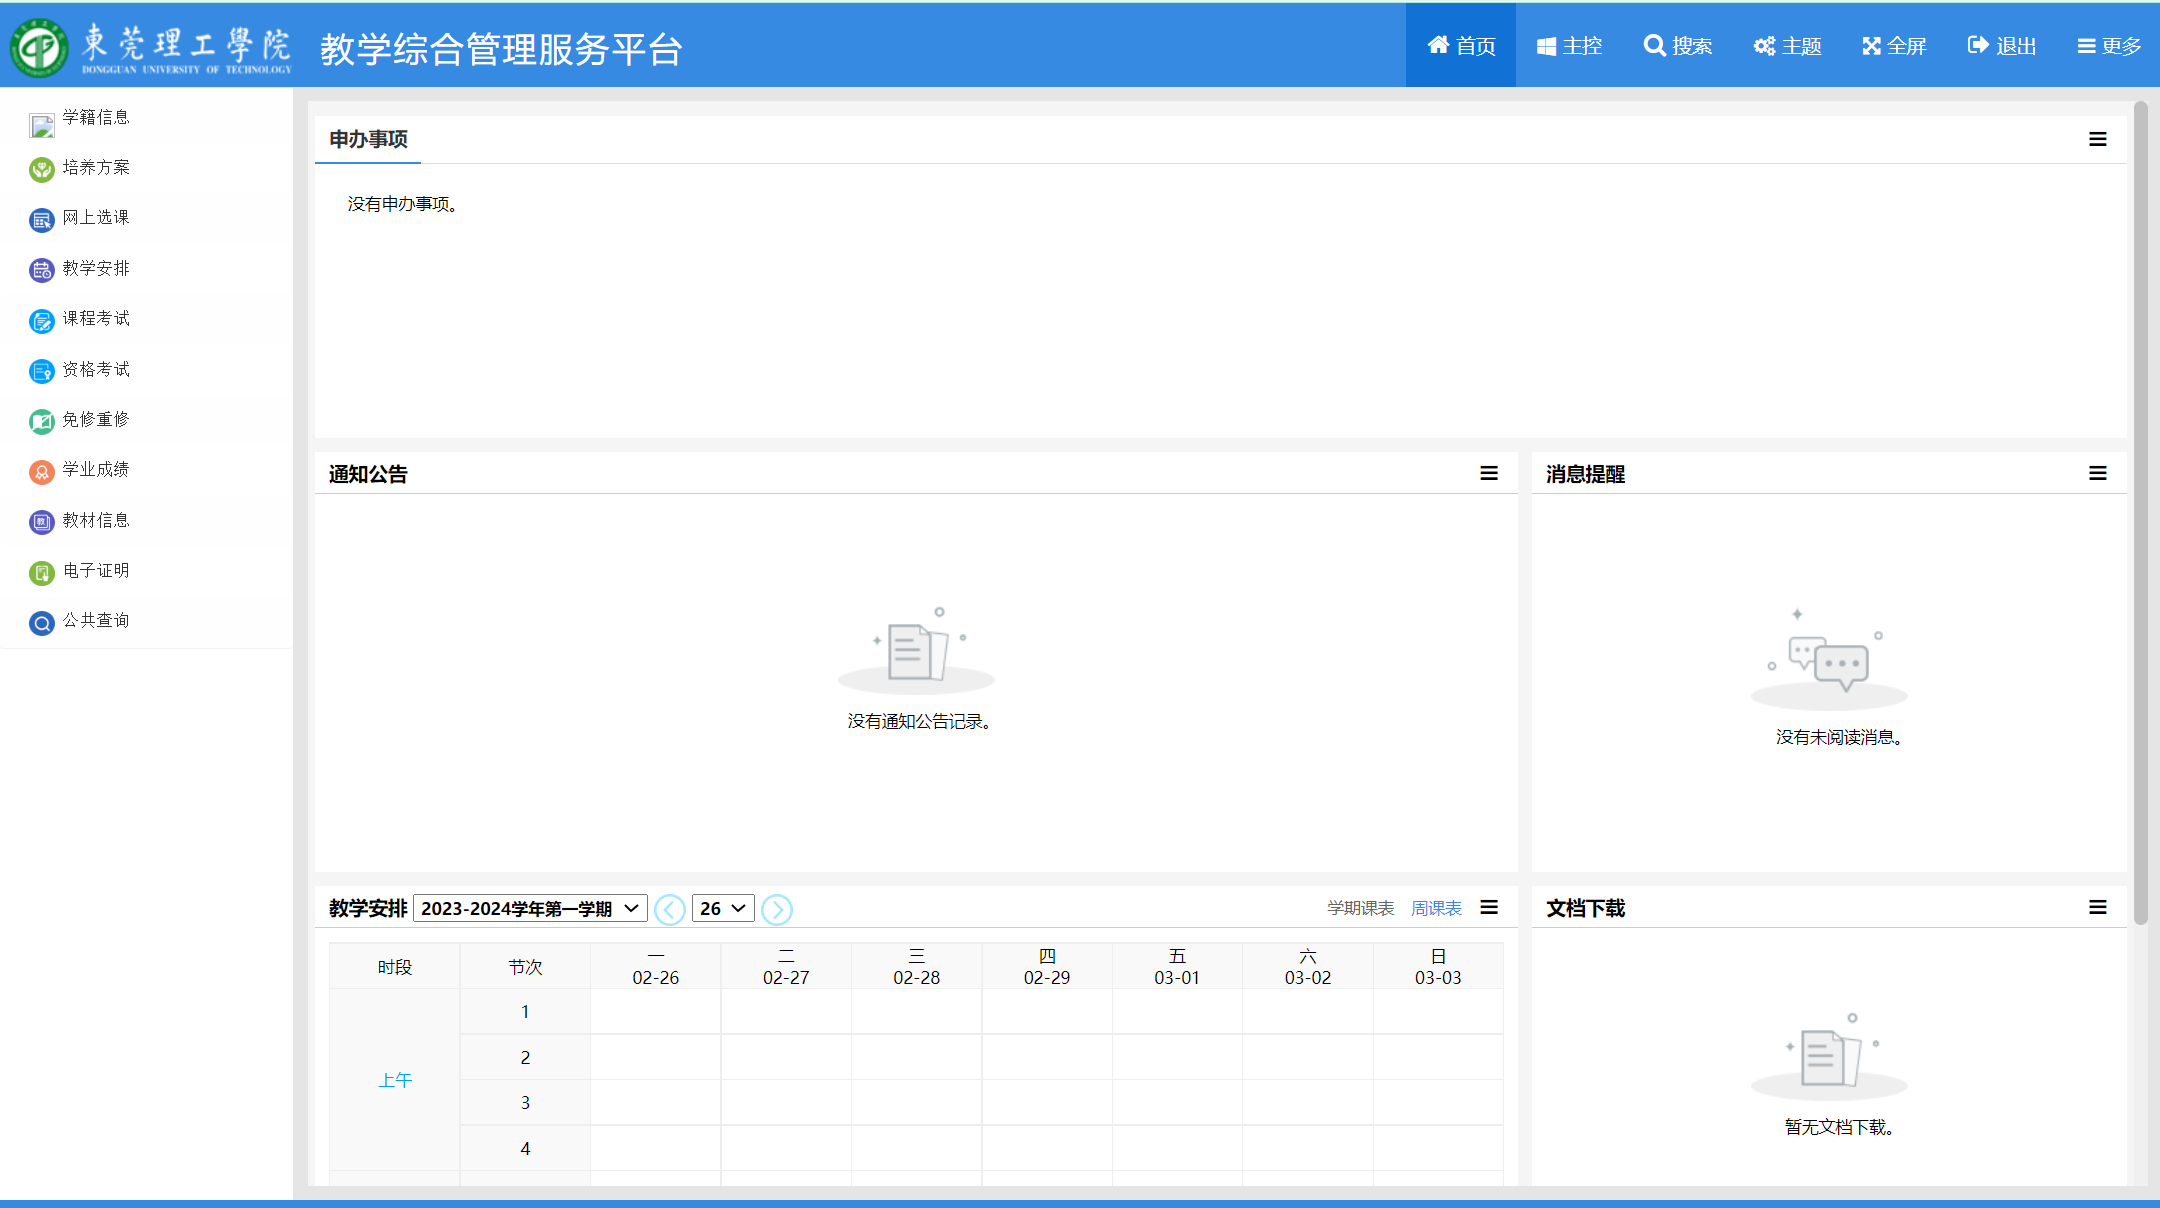 東莞理工學院
DONGGUAN UNIVERSITY OF TECHNOLOGY
教学综合管理服务平台
首页 主控 搜索 主题 全屏 退出 更多
学籍信息
培养方案
网上选课
教学安排
课程考试
资格考试
免修重修
学业成绩
教材信息
电子证明
公共查询
申办事项
没有申办事项。
通知公告
没有通知公告记录。
消息提醒
没有未阅读消息。
教学安排 2023-2024学年第一学期 26 学期课表 周课表
时段 节次 一 二 三 四 五 六 日
02-26 02-27 02-28 02-29 03-01 03-02 03-03
上午
1
2
3
4
文档下载
暂无文档下载。